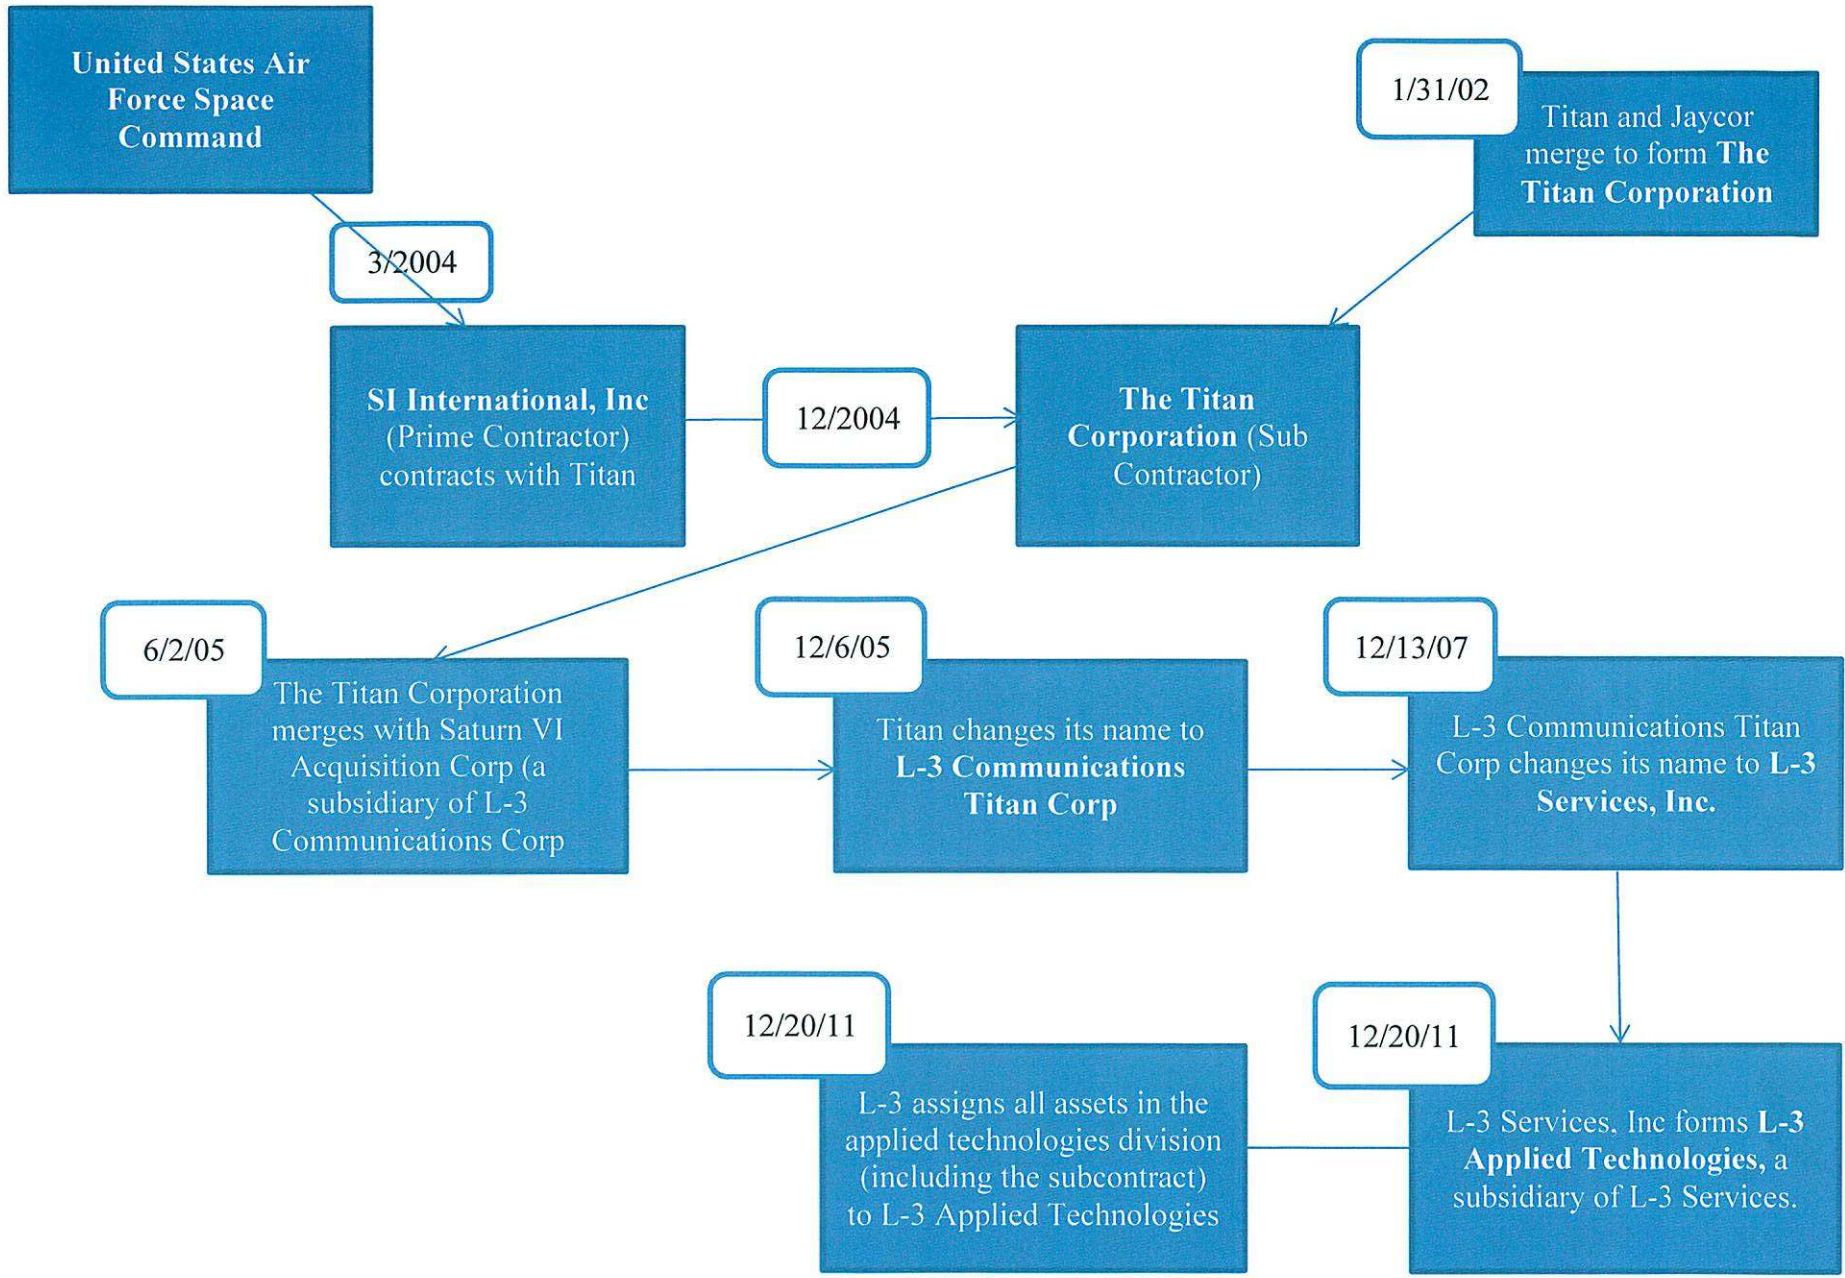 United States Air
Force Space
Command
1/31/02
Titan and Jaycor
merge to form The
Titan Corporation
3/2004
SI International, Inc
(Prime Contractor)
contracts with Titan
12/2004
The Titan
Corporation (Sub
Contractor)
6/2/05
The Titan Corporation
merges with Saturn VI
Acquisition Corp (a
subsidiary of L-3
Communications Corp
12/6/05
Titan changes its name to
L-3 Communications
Titan Corp
12/13/07
L-3 Communications Titan
Corp changes its name to L-3
Services, Inc.
12/20/11
L-3 assigns all assets in the
applied technologies division
(including the subcontract)
to L-3 Applied Technologies
12/20/11
L-3 Services, Inc forms L-3
Applied Technologies, a
subsidiary of L-3 Services.